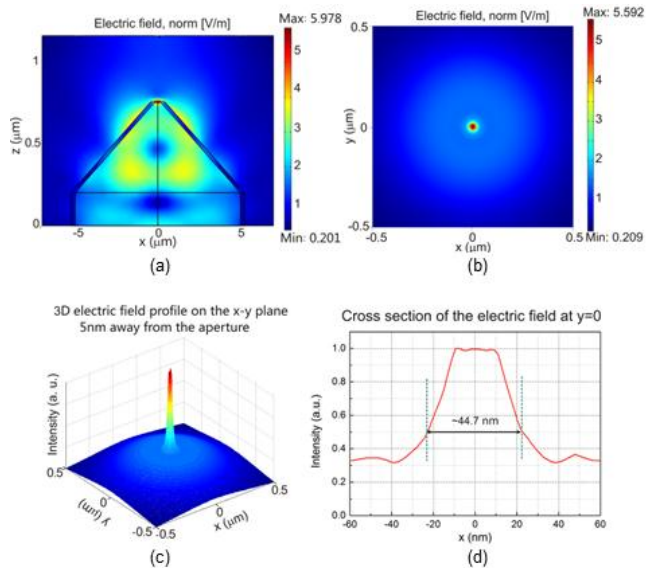 Electric field, norm [V/m]
Max: 5.978
5
4
3
2
1
Min: 0.201
1
0.5
0
z (μm)
-5
0
5
x (μm)
(a)
Electric field, norm [V/m]
Max: 5.592
5
4
3
2
1
Min: 0.209
0.5
0
-0.5
y (μm)
-0.5
0
0.5
x (μm)
(b)
3D electric field profile on the x-y plane
5nm away from the aperture
Intensity (a. u.)
0.5
0
-0.5
y (μm)
-0.5
0
0.5
x (μm)
(c)
Cross section of the electric field at y=0
1.0
0.8
0.6
0.4
0.2
0.0
Intensity (a.u.)
~44.7 nm
-60
-40
-20
0
20
40
60
x (nm)
(d)